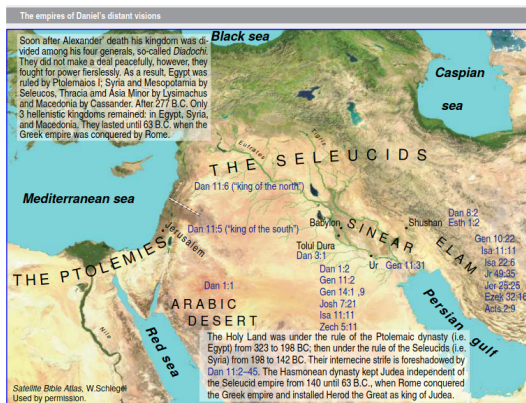 The empires of Daniel's distant visions
Soon after Alexander' death his kingdom was di-
vided among his four generals, so-called Diadochi.
They did not make a deal peacefully, however, they
fought for power fierslessly. As a result, Egypt was
ruled by Ptolemaios I; Syria and Mesopotamia by
Seleucos, Thracia amd Asia Minor by Lysimachus
and Macedonia by Cassander. After 277 B.C. Only
3 hellenistic kingdoms remained: in Egypt, Syria,
and Macedonia. They lasted until 63 B.C. when the
Greek empire was conquered by Rome.
Black sea
Caspian
sea
Tigris
Eufrates
THE SELEUCIDS
Mediterranean sea
Dan 11:6 ("king of the north")
Dan 11:5 ("king of the south")
Jerusalem
THE PTOLEMIES
Dan 1:1
ARABIC
DESERT
Nile
Red sea
Babylon
Tolul Dura
Dan 3:1
SINEAR
Shushan
Dan 8:2
Esth 1:2
ELAM
Ur
Gen 11:31
Dan 1:2
Gen 11:2
Gen 14:1 ,9
Josh 7:21
Isa 11:11
Zech 5:11
Gen 10:22
Isa 11:11
Isa 22:6
Jr 49:35
Jer 25:25
Ezek 32:16
Acts 2:9
Persian gulf
The Holy Land was under the rule of the Ptolemaic dynasty (i.e.
Egypt) from 323 to 198 BC; then under the rule of the Seleucids (i.e.
Syria) from 198 to 142 BC. Their internecine strife is foreshadowed by
Dan 11:2–45. The Hasmonean dynasty kept Judea independent of
the Seleucid empire from 140 until 63 B.C., when Rome conquered
the Greek empire and installed Herod the Great as king of Judea.
Satellite Bible Atlas, W.Schlegel
Used by permission.